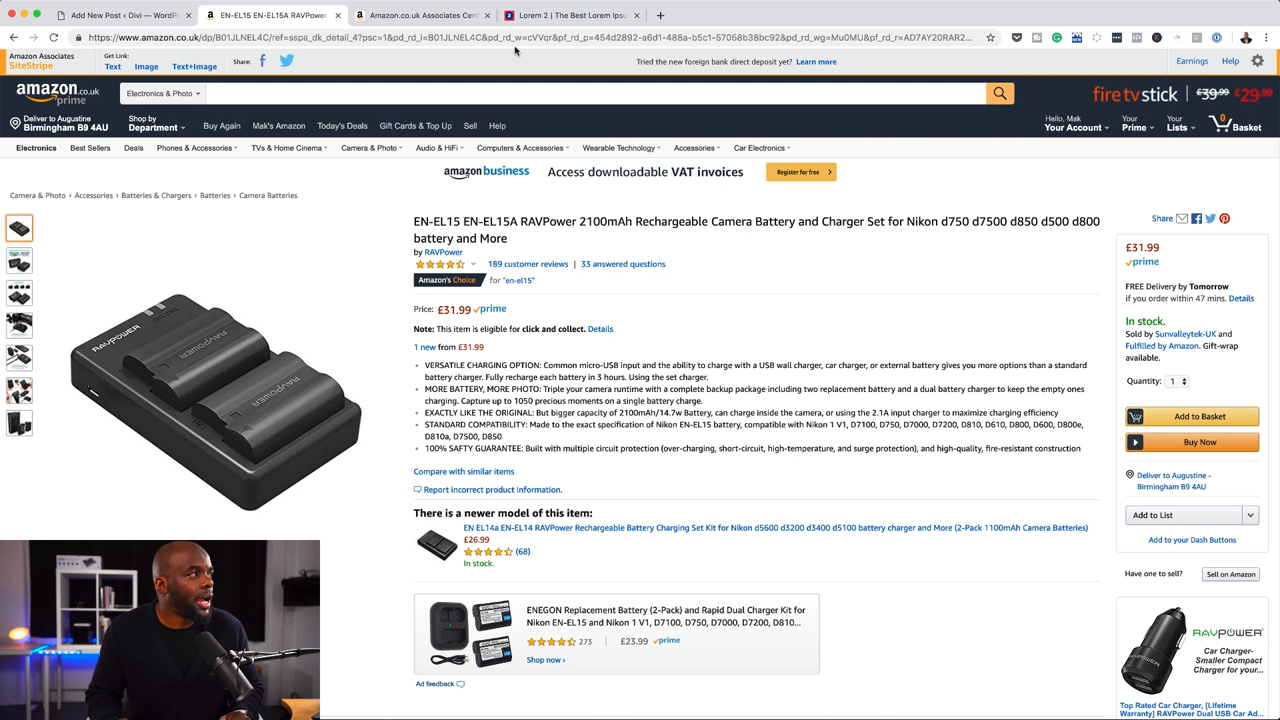 Add New Post ‹ Divi — WordPr
EN-EL15 EN-EL15A RAVPower
Amazon.co.uk Associates Cen
Lorem 2 | The Best Lorem Ipsu
https://www.amazon.co.uk/dp/B01JLNEL4C/ref=sspa_dk_detail_4?psc=1&pd_rd_i=B01JLNEL4C&pd_rd_w=cVVqr&pf_rd_p=454d2892-a6d1-488a-b5c1-57058b38bc92&pd_rd_wg=Mu0MU&pf_rd_r=AD7AY20RAR2...
Amazon Associates
SiteStripe
Get Link:
Text Image Text+Image
Share:
Tried the new foreign bank direct deposit yet? Learn more
Earnings Help
amazon.co.uk
prime
Electronics & Photo
fire tv stick | £39.99 £29.99
Deliver to Augustine
Birmingham B9 4AU
Shop by
Department
Buy Again Mak's Amazon Today's Deals Gift Cards & Top Up Sell Help
Hello, Mak
Your Account
Your
Prime
Your
Lists
0
Basket
Electronics Best Sellers Deals Phones & Accessories TVs & Home Cinema Camera & Photo Audio & HiFi Computers & Accessories Wearable Technology Accessories Car Electronics
amazon business Access downloadable VAT invoices Register for free
Camera & Photo › Accessories › Batteries & Chargers › Batteries › Camera Batteries
EN-EL15 EN-EL15A RAVPower 2100mAh Rechargeable Camera Battery and Charger Set for Nikon d750 d7500 d850 d500 d800
battery and More
by RAVPower
189 customer reviews | 33 answered questions
Amazon's Choice for "en-el15"
Price: £31.99 prime
Note: This item is eligible for click and collect. Details
1 new from £31.99
VERSATILE CHARGING OPTION: Common micro-USB input and the ability to charge with a USB wall charger, car charger, or external battery gives you more options than a standard
battery charger. Fully recharge each battery in 3 hours. Using the set charger.
MORE BATTERY, MORE PHOTO: Triple your camera runtime with a complete backup package including two replacement battery and a dual battery charger to keep the empty ones
charging. Capture up to 1050 precious moments on a single battery charge.
EXACTLY LIKE THE ORIGINAL: But bigger capacity of 2100mAh/14.7w Battery, can charge inside the camera, or using the 2.1A input charger to maximize charging efficiency
STANDARD COMPATIBILITY: Made to the exact specification of Nikon EN-EL15 battery, compatible with Nikon 1 V1, D7100, D750, D7000, D7200, D810, D610, D800, D600, D800e,
D810a, D7500, D850
100% SAFTY GUARANTEE: Built with multiple circuit protection (over-charging, short-circuit, high-temperature, and surge protection), and high-quality, fire-resistant construction
Compare with similar items
Report incorrect product information.
There is a newer model of this item:
EN EL14a EN-EL14 RAVPower Rechargeable Battery Charging Set Kit for Nikon d5600 d3200 d3400 d5100 battery charger and More (2-Pack 1100mAh Camera Batteries)
£26.99
(68)
In stock.
ENEGON Replacement Battery (2-Pack) and Rapid Dual Charger Kit for
Nikon EN-EL15 and Nikon 1 V1, D7100, D750, D7000, D7200, D810...
273 | £23.99 prime
Shop now ›
Ad feedback
Share
£31.99
prime
FREE Delivery by Tomorrow
if you order within 47 mins. Details
In stock.
Sold by Sunvalleytek-UK and
Fulfilled by Amazon. Gift-wrap
available.
Quantity: 1
Add to Basket
Buy Now
Deliver to Augustine -
Birmingham B9 4AU
Add to List
Add to your Dash Buttons
Have one to sell? Sell on Amazon
RAVPOWER
Car Charger-
Smaller Compact
Charger for your...
Top Rated Car Charger, [Lifetime
Warranty] RAVPower Dual USB Car Ad...
RAVPOWER
RAVPOWER
RAVPOWER